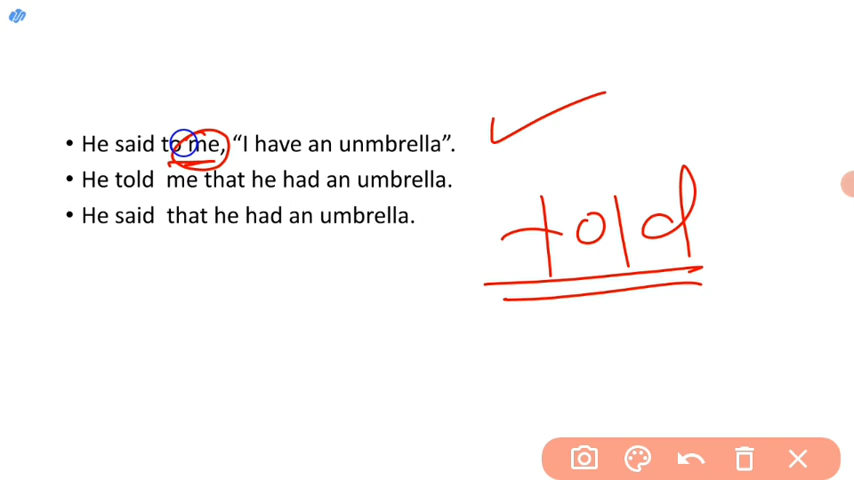 • He said to me, “I have an unmbrella”.
• He told me that he had an umbrella.
• He said that he had an umbrella.
told